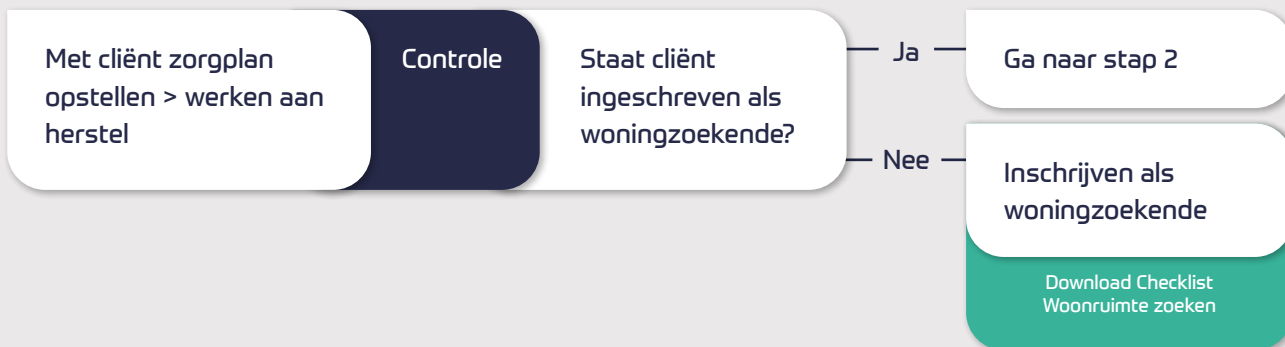 Met cliënt zorgplan
opstellen > werken aan
herstel
Controle
Staat cliënt
ingeschreven als
woningzoekende?
Ja
Ga naar stap 2
Nee
Inschrijven als
woningzoekende
Download Checklist
Woonruimte zoeken